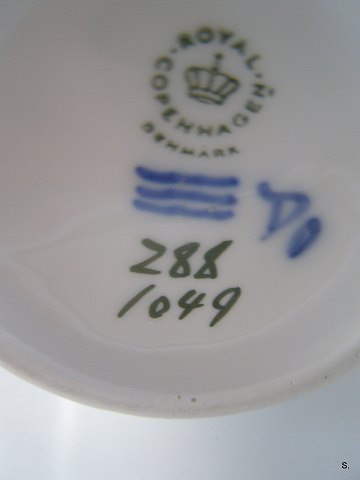 ROYAL
COPENHAGEN
DENMARK
288
1049
S.